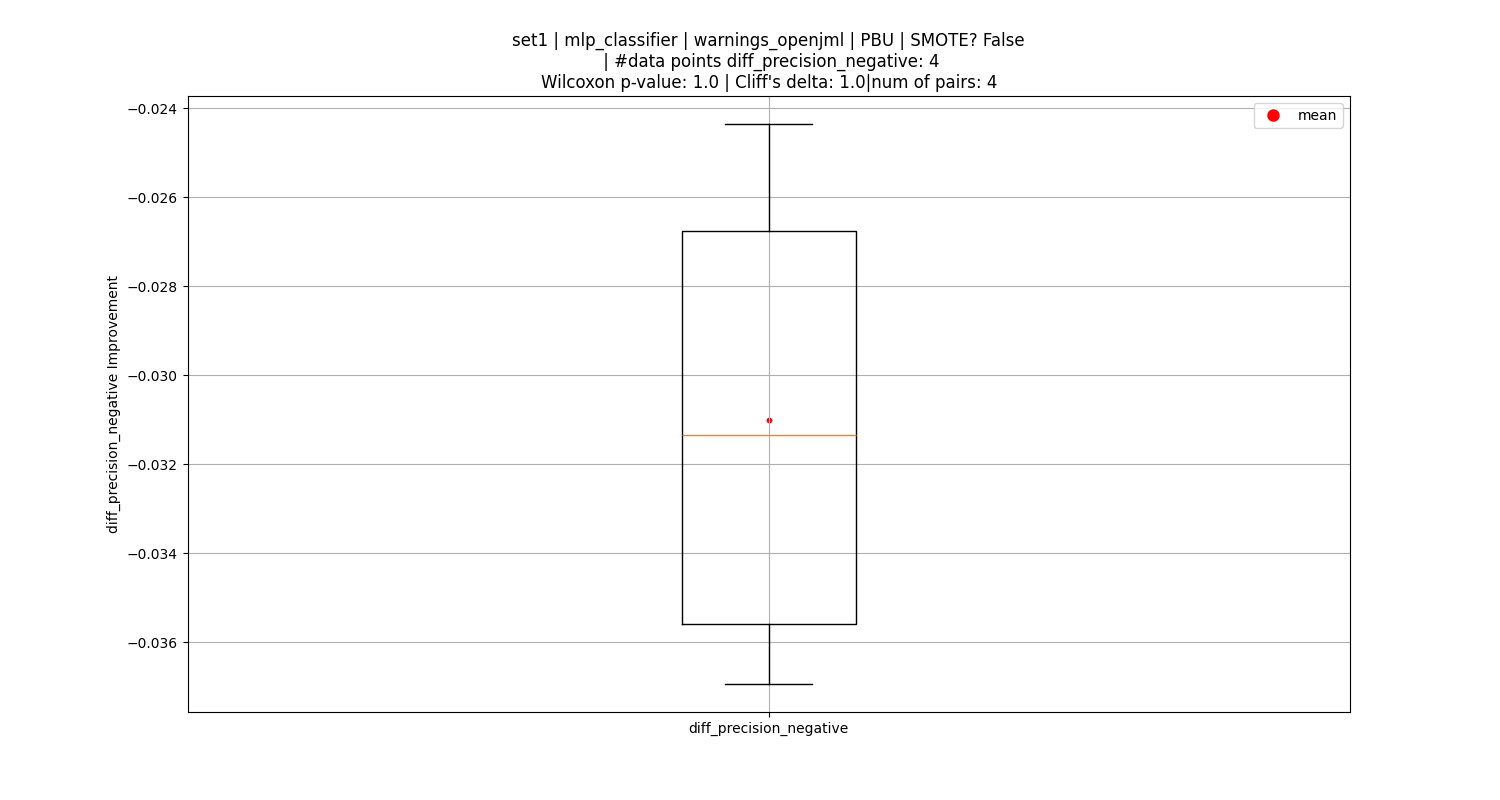 set1 | mlp_classifier | warnings_openjml | PBU | SMOTE? False
| #data points diff_precision_negative: 4
Wilcoxon p-value: 1.0 | Cliff's delta: 1.0|num of pairs: 4
mean
−0.024
−0.026
−0.028
−0.030
−0.032
−0.034
−0.036
diff_precision_negative Improvement
diff_precision_negative